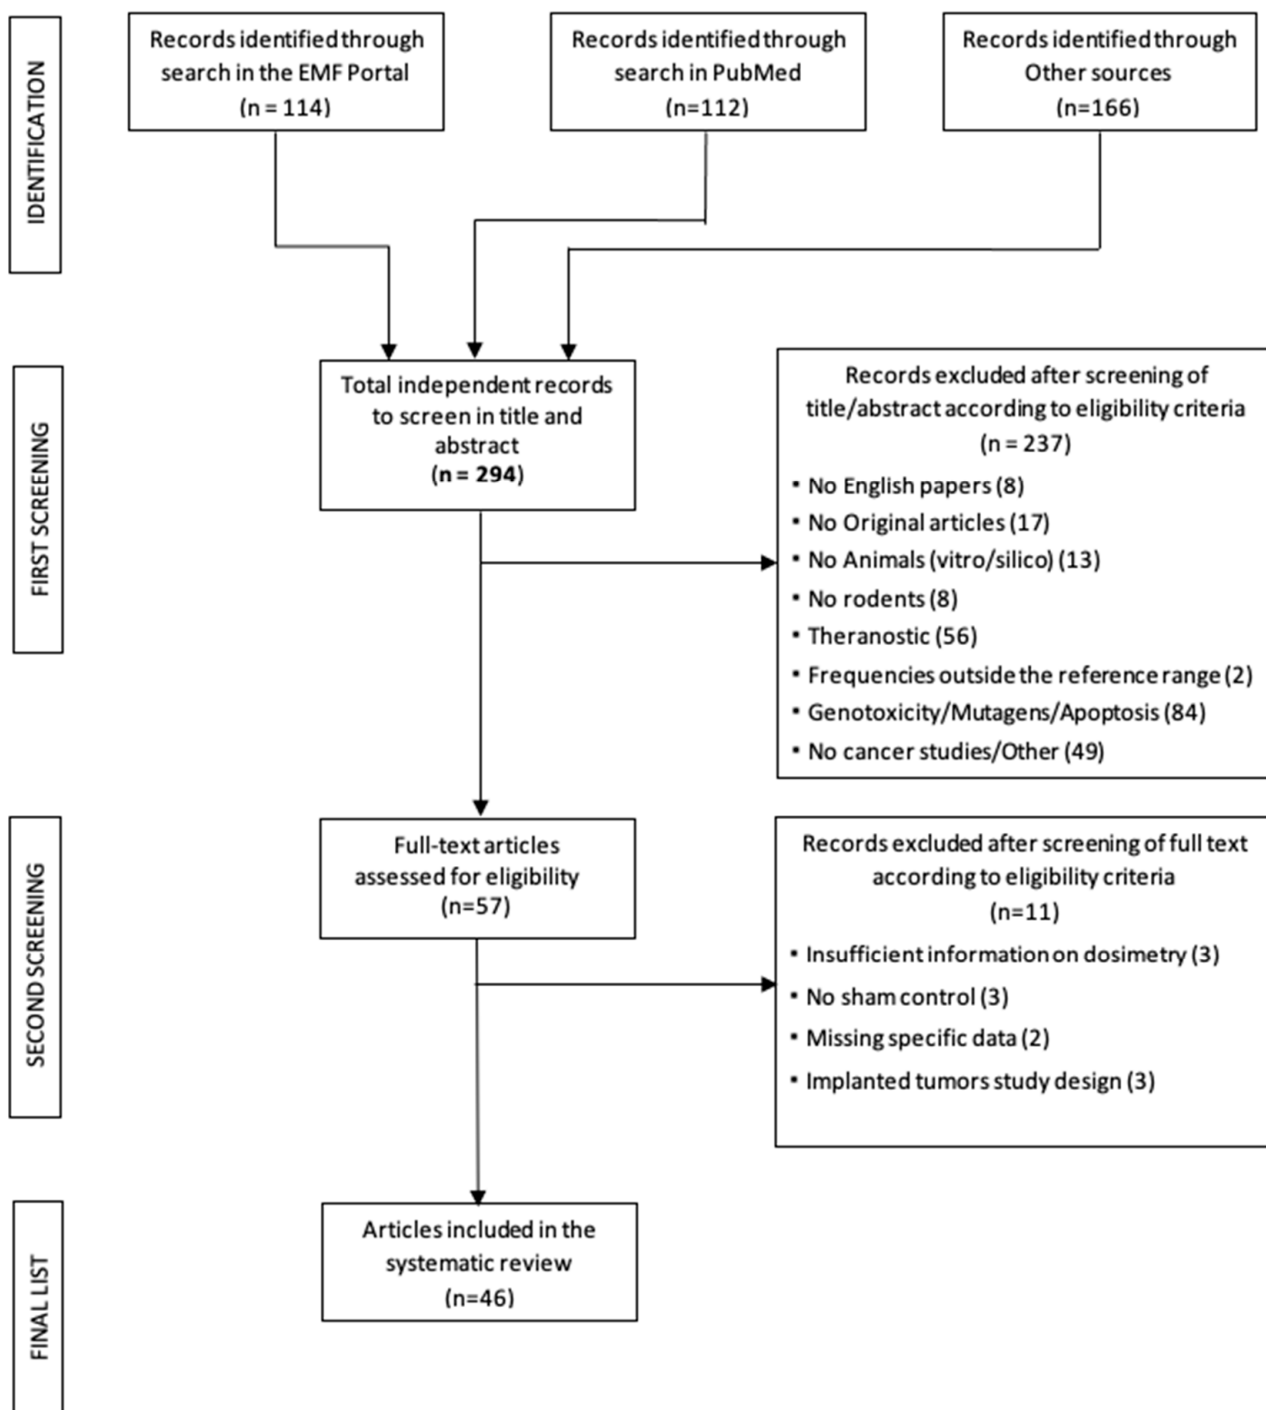 IDENTIFICATION
Records identified through
search in the EMF Portal
(n = 114)
Records identified through
search in PubMed
(n=112)
Records identified through
Other sources
(n=166)
FIRST SCREENING
Total independent records
to screen in title and
abstract
(n = 294)
Records excluded after screening of
title/abstract according to eligibility criteria
(n = 237)
▪ No English papers (8)
▪ No Original articles (17)
▪ No Animals (vitro/silico) (13)
▪ No rodents (8)
▪ Theranostic (56)
▪ Frequencies outside the reference range (2)
▪ Genotoxicity/Mutagens/Apoptosis (84)
▪ No cancer studies/Other (49)
SECOND SCREENING
Full-text articles
assessed for eligibility
(n=57)
Records excluded after screening of full text
according to eligibility criteria
(n=11)
▪ Insufficient information on dosimetry (3)
▪ No sham control (3)
▪ Missing specific data (2)
▪ Implanted tumors study design (3)
FINAL LIST
Articles included in the
systematic review
(n=46)